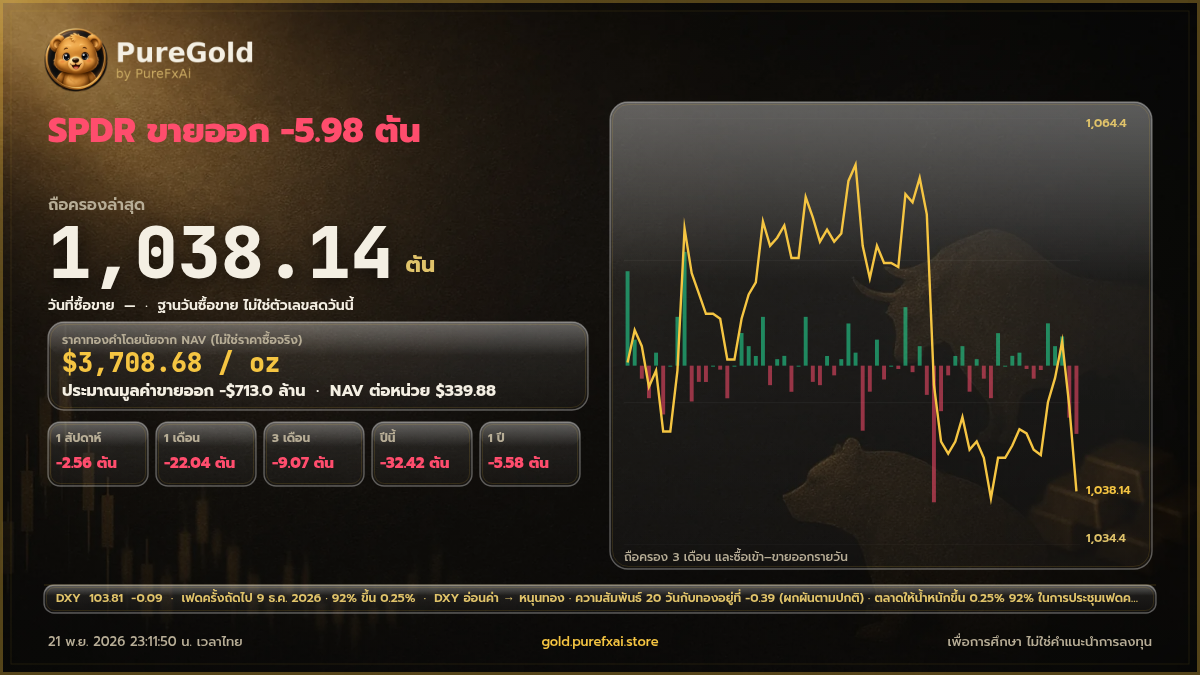 PureGold
by PureFxAi
SPDR ขายออก -5.98 ตัน
ถือครองล่าสุด
1,038.14 ตัน
วันที่ซื้อขาย — · ฐานวันซื้อขาย ไม่ใช่ตัวเลขสดวันนี้
ราคาทองคำโดยนัยจาก NAV (ไม่ใช่ราคาซื้อจริง)
$3,708.68 / oz
ประมาณมูลค่าขายออก -$713.0 ล้าน · NAV ต่อหน่วย $339.88
1 สัปดาห์
-2.56 ตัน
1 เดือน
-22.04 ตัน
3 เดือน
-9.07 ตัน
ปีนี้
-32.42 ตัน
1 ปี
-5.58 ตัน
1,064.4
1,038.14
1,034.4
ถือครอง 3 เดือน และซื้อเข้า–ขายออกรายวัน
DXY 103.81 -0.09 · เฟดครั้งถัดไป 9 ธ.ค. 2026 · 92% ขึ้น 0.25% · DXY อ่อนค่า → หนุนทอง · ความสัมพันธ์ 20 วันกับทองอยู่ที่ -0.39 (ผกผันตามปกติ) · ตลาดให้น้ำหนักขึ้น 0.25% 92% ในการประชุมเฟดค...
21 พ.ย. 2026 23:11:50 น. เวลาไทย
gold.purefxai.store
เพื่อการศึกษา ไม่ใช่คำแนะนำการลงทุน